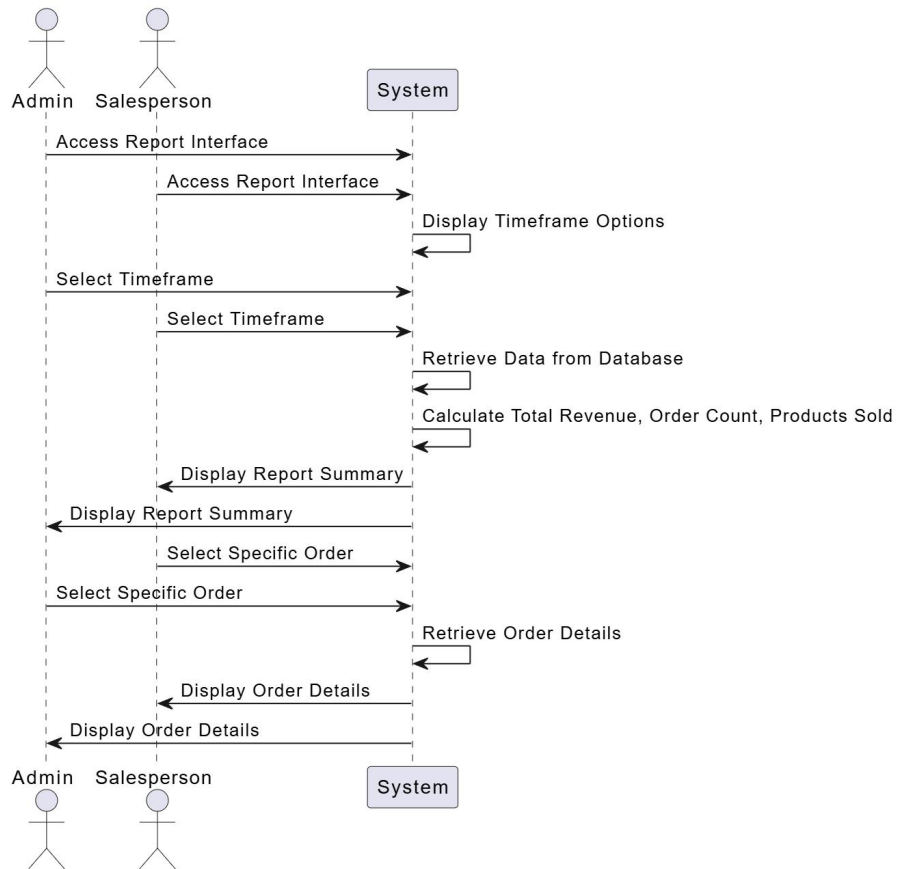 Admin
Salesperson
System
Access Report Interface
Access Report Interface
Display Timeframe Options
Select Timeframe
Select Timeframe
Retrieve Data from Database
Calculate Total Revenue, Order Count, Products Sold
Display Report Summary
Display Report Summary
Select Specific Order
Select Specific Order
Retrieve Order Details
Display Order Details
Display Order Details
Admin
Salesperson
System